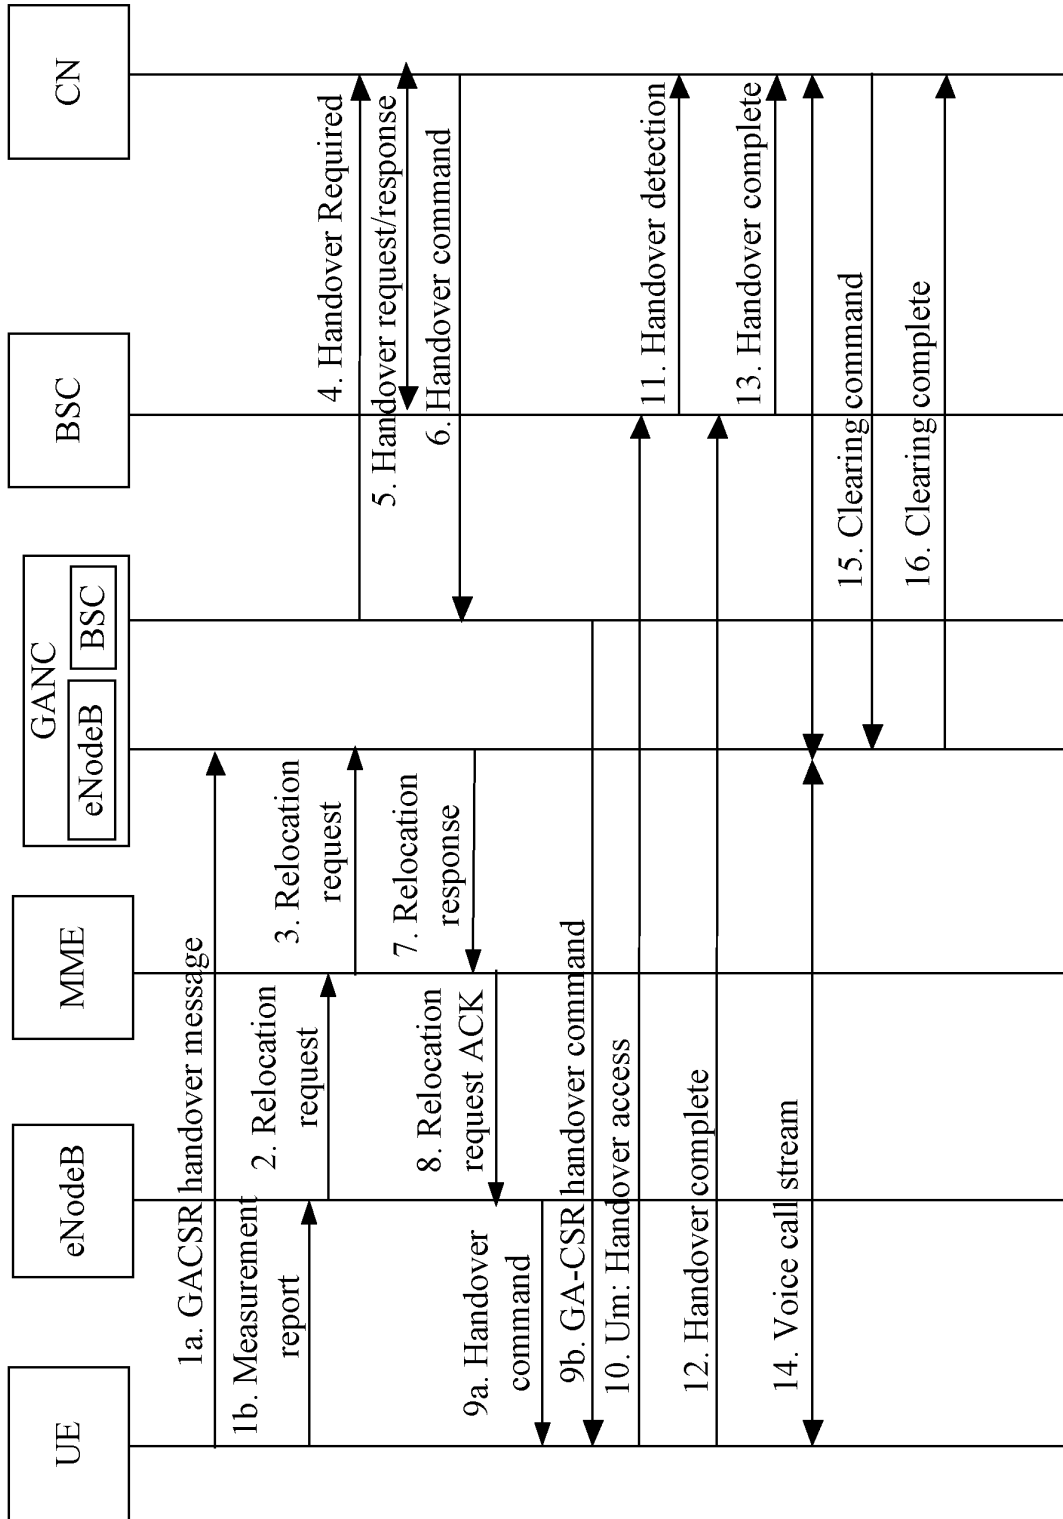 UE
eNodeB
MME
GANC
eNodeB
BSC
BSC
CN
1a. GACSR handover message
1b. Measurement
report
2. Relocation
request
3. Relocation
request
4. Handover Required
5. Handover request/response
6. Handover command
7. Relocation
response
8. Relocation
request ACK
9a. Handover
command
9b. GA-CSR handover command
10. Um: Handover access
11. Handover detection
12. Handover complete
13. Handover complete
14. Voice call stream
15. Clearing command
16. Clearing complete